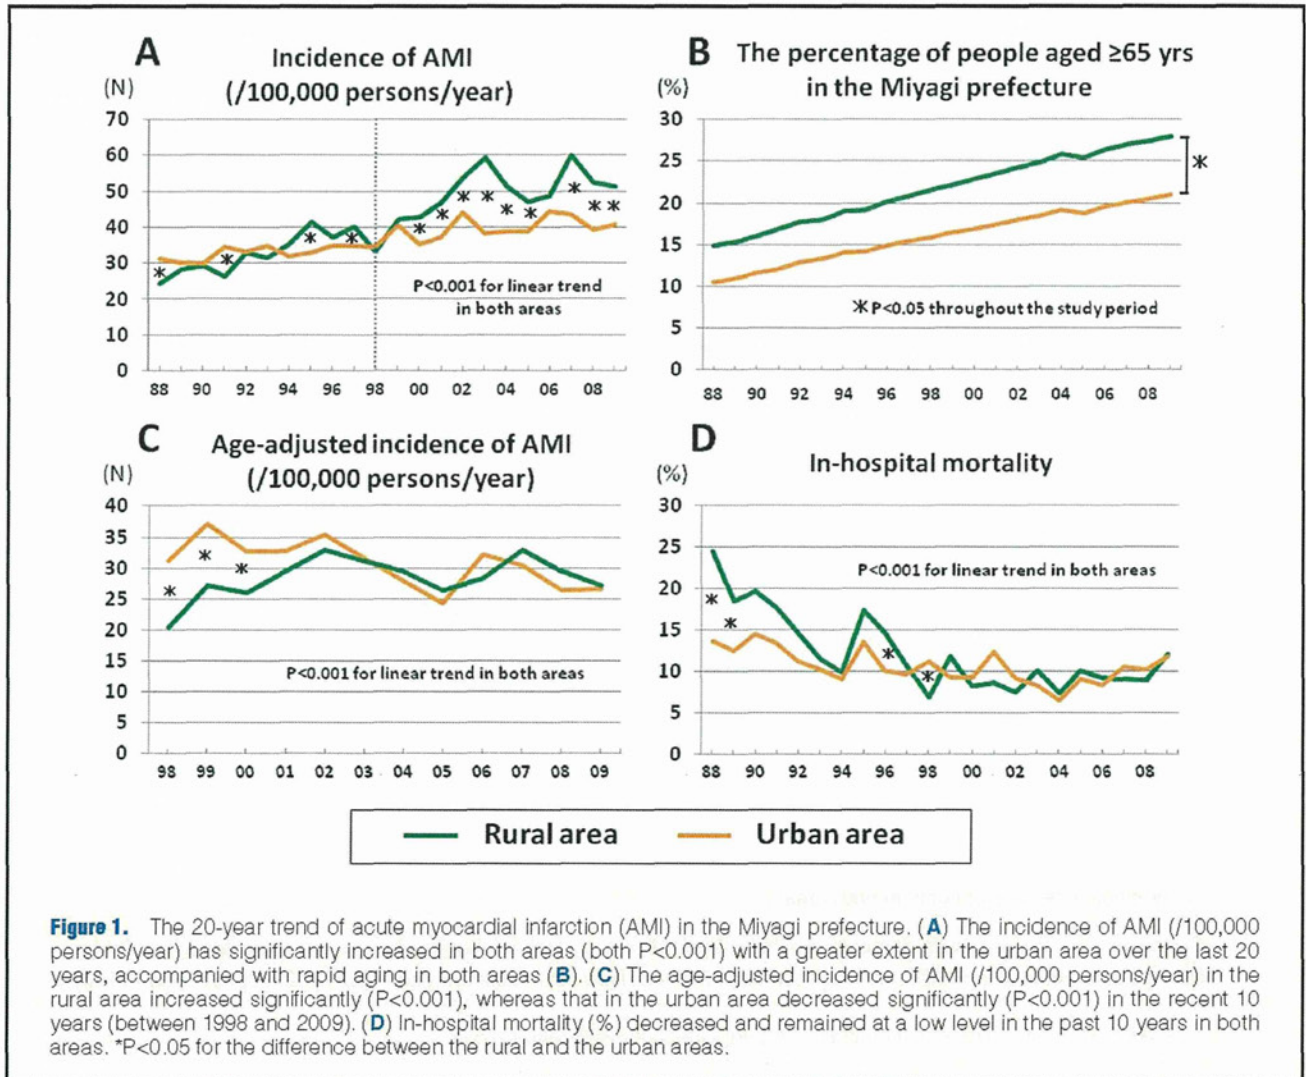 A Incidence of AMI
(/100,000 persons/year)
(N)
70
60
50
40
30
20
10
0
88 90 92 94 96 98 00 02 04 06 08
P<0.001 for linear trend
in both areas
B The percentage of people aged ≥65 yrs
in the Miyagi prefecture
(%)
30
25
20
15
10
5
0
88 90 92 94 96 98 00 02 04 06 08
*
*P<0.05 throughout the study period
C Age-adjusted incidence of AMI
(/100,000 persons/year)
(N)
40
35
30
25
20
15
10
5
0
98 99 00 01 02 03 04 05 06 07 08 09
P<0.001 for linear trend in both areas
D In-hospital mortality
(%)
30
25
20
15
10
5
0
88 90 92 94 96 98 00 02 04 06 08
P<0.001 for linear trend in both areas
Rural area Urban area
Figure 1. The 20-year trend of acute myocardial infarction (AMI) in the Miyagi prefecture. (A) The incidence of AMI (/100,000
persons/year) has significantly increased in both areas (both P<0.001) with a greater extent in the urban area over the last 20
years, accompanied with rapid aging in both areas (B). (C) The age-adjusted incidence of AMI (/100,000 persons/year) in the
rural area increased significantly (P<0.001), whereas that in the urban area decreased significantly (P<0.001) in the recent 10
years (between 1998 and 2009). (D) In-hospital mortality (%) decreased and remained at a low level in the past 10 years in both
areas. *P<0.05 for the difference between the rural and the urban areas.